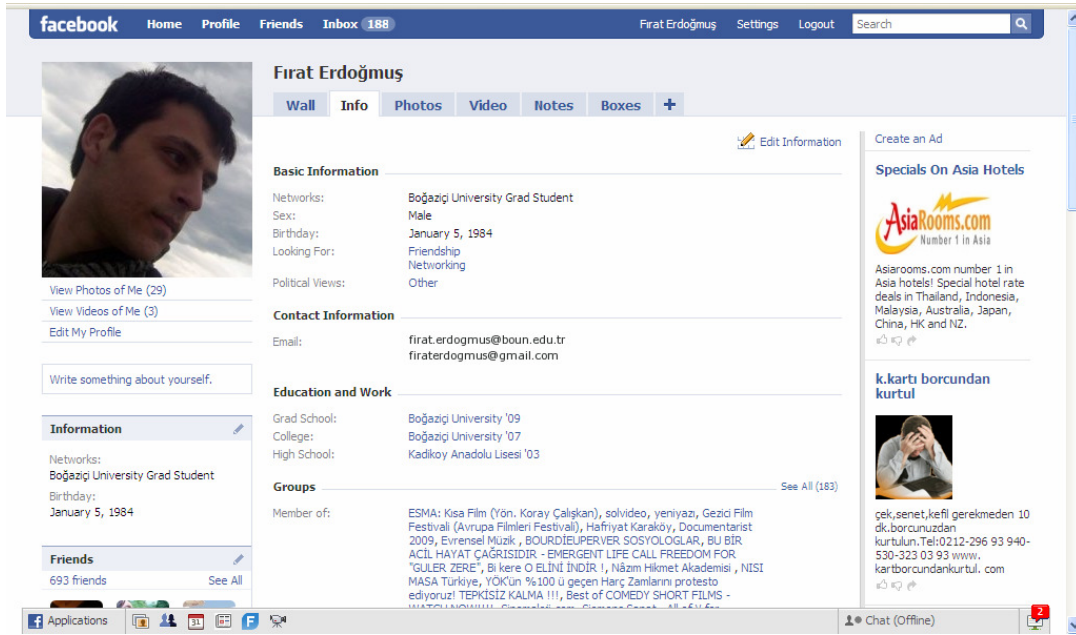 facebook Home Profile Friends Inbox 188 Fırat Erdoğmuş Settings Logout Search
Fırat Erdoğmuş
Wall Info Photos Video Notes Boxes +
Edit Information
Basic Information
Networks: Boğaziçi University Grad Student
Sex: Male
Birthday: January 5, 1984
Looking For: Friendship
Networking
Political Views: Other
Contact Information
Email: firat.erdogmus@boun.edu.tr
firaterdogmus@gmail.com
Education and Work
Grad School: Boğaziçi University '09
College: Boğaziçi University '07
High School: Kadikoy Anadolu Lisesi '03
Groups See All (183)
Member of: ESMA: Kısa Film (Yön. Koray Çalışkan), solvideo, yeniyazı, Gezici Film
Festivali (Avrupa Filmleri Festivali), Hafriyat Karaköy, Documentarist
2009, Evrensel Müzik , BOURDİEUPERVER SOSYOLOGLAR, BU BİR
ACİL HAYAT ÇAĞRISIDIR - EMERGENT LIFE CALL FREEDOM FOR
"GULER ZERE", Bi kere O ELİNİ İNDİR !, Nâzım Hikmet Akademisi , NISI
MASA Türkiye, YÖK'ün %100 ü geçen Harç Zamlarını protesto
ediyoruz! TEPKİSİZ KALMA !!!, Best of COMEDY SHORT FILMS -
View Photos of Me (29)
View Videos of Me (3)
Edit My Profile
Write something about yourself.
Information
Networks:
Boğaziçi University Grad Student
Birthday:
January 5, 1984
Friends
693 friends See All
Create an Ad
Specials On Asia Hotels
AsiaRooms.com
Number 1 in Asia
Asiarooms.com number 1 in
Asia hotels! Special hotel rate
deals in Thailand, Indonesia,
Malaysia, Australia, Japan,
China, HK and NZ.
k.kartı borcundan
kurtul
çek,senet,kefil gerekmeden 10
dk.borcunuzdan
kurtulun.Tel:0212-296 93 940-
530-323 03 93 www.
kartborcundankurtul. com
Applications 31 Chat (Offline) 2